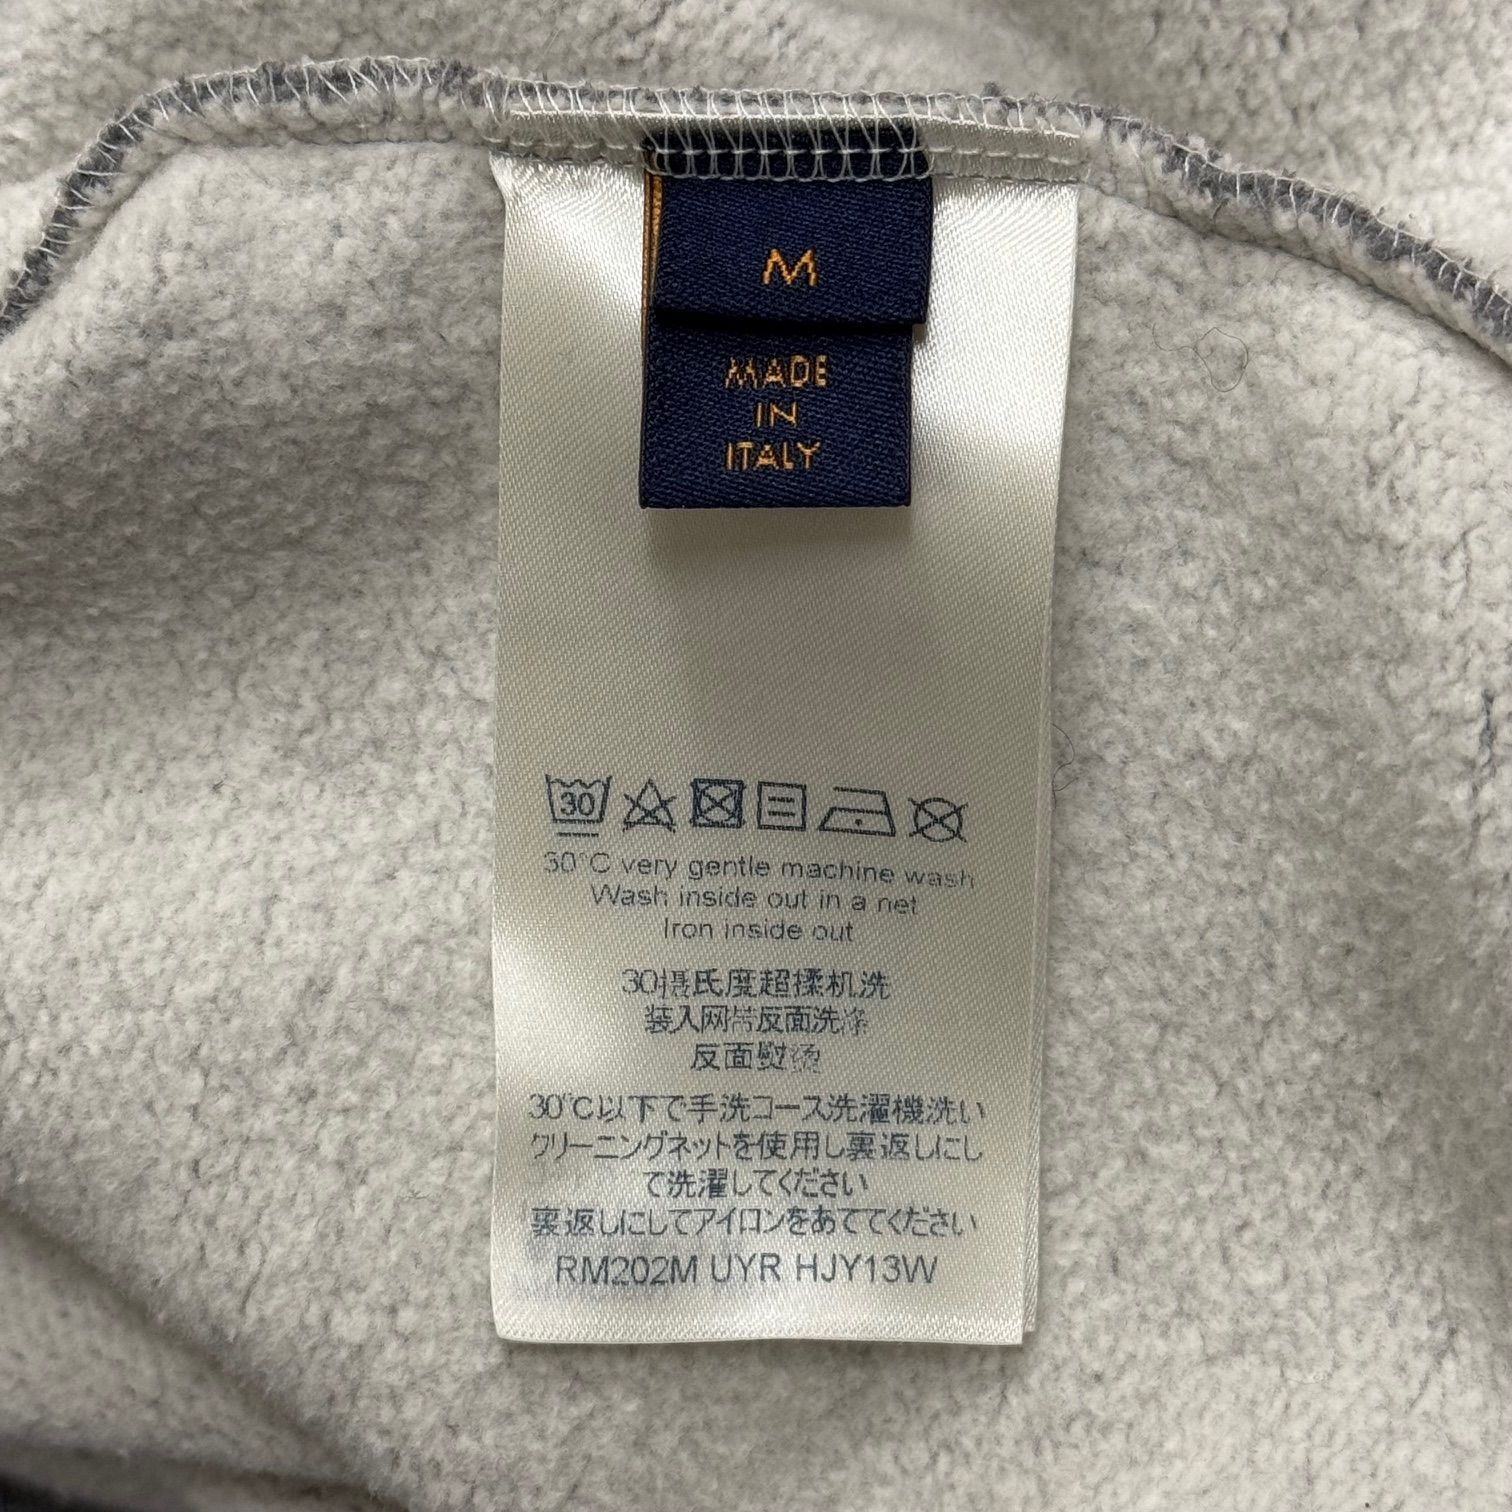 M
MADE
IN
ITALY
30
30°C very gentle machine wash
Wash inside out in a net
Iron inside out
30摄氏度超揉机洗
装入网带反面洗涤
反面熨烫
30℃以下で手洗コース洗濯機洗い
クリーニングネットを使用し裏返しにし
て洗濯してください
裏返しにしてアイロンをあててください
RM202M UYR HJY13W